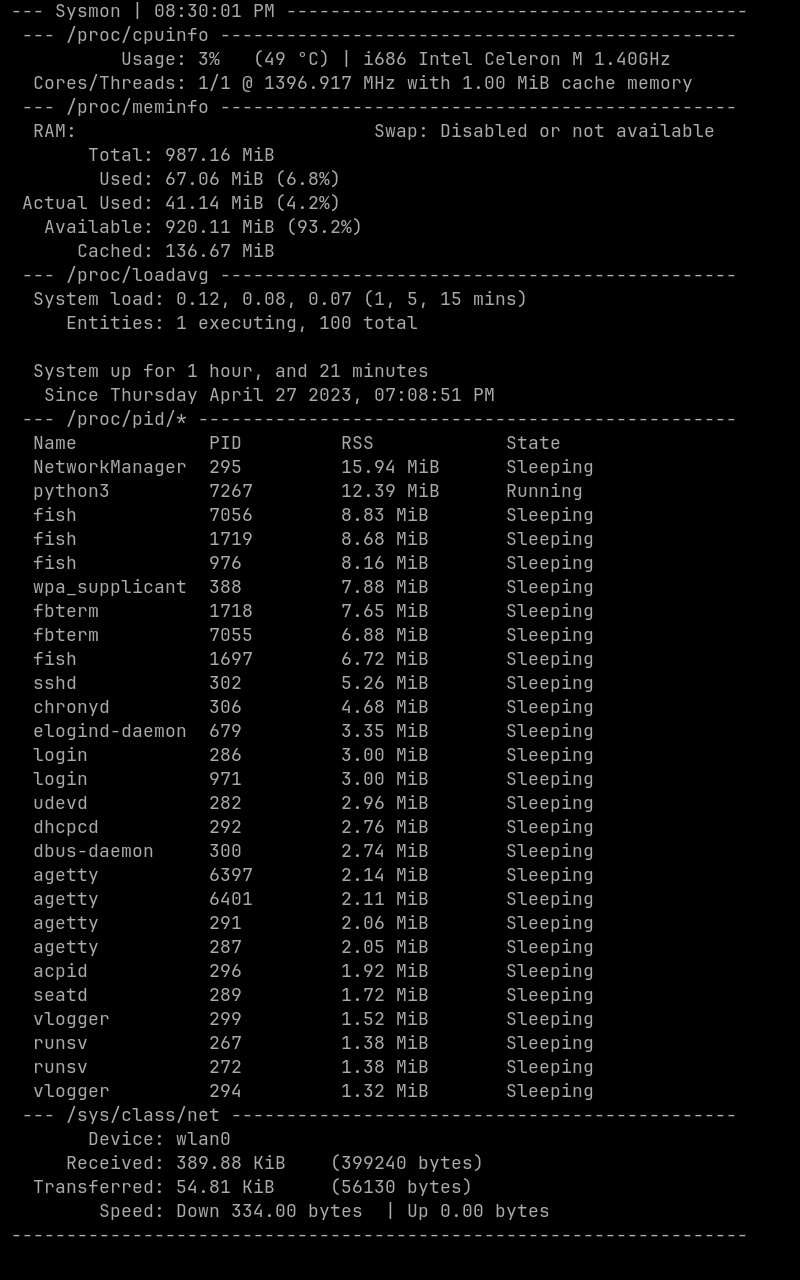 --- Sysmon | 08:30:01 PM ------------------------------------------
 --- /proc/cpuinfo -----------------------------------------------
          Usage: 3%   (49 °C) | i686 Intel Celeron M 1.40GHz
  Cores/Threads: 1/1 @ 1396.917 MHz with 1.00 MiB cache memory
 --- /proc/meminfo -----------------------------------------------
  RAM:                           Swap: Disabled or not available
       Total: 987.16 MiB
        Used: 67.06 MiB (6.8%)
 Actual Used: 41.14 MiB (4.2%)
   Available: 920.11 MiB (93.2%)
      Cached: 136.67 MiB
 --- /proc/loadavg -----------------------------------------------
  System load: 0.12, 0.08, 0.07 (1, 5, 15 mins)
     Entities: 1 executing, 100 total

  System up for 1 hour, and 21 minutes
   Since Thursday April 27 2023, 07:08:51 PM
 --- /proc/pid/* -------------------------------------------------
  Name            PID         RSS            State
  NetworkManager  295         15.94 MiB      Sleeping
  python3         7267        12.39 MiB      Running
  fish            7056        8.83 MiB       Sleeping
  fish            1719        8.68 MiB       Sleeping
  fish            976         8.16 MiB       Sleeping
  wpa_supplicant  388         7.88 MiB       Sleeping
  fbterm          1718        7.65 MiB       Sleeping
  fbterm          7055        6.88 MiB       Sleeping
  fish            1697        6.72 MiB       Sleeping
  sshd            302         5.26 MiB       Sleeping
  chronyd         306         4.68 MiB       Sleeping
  elogind-daemon  679         3.35 MiB       Sleeping
  login           286         3.00 MiB       Sleeping
  login           971         3.00 MiB       Sleeping
  udevd           282         2.96 MiB       Sleeping
  dhcpcd          292         2.76 MiB       Sleeping
  dbus-daemon     300         2.74 MiB       Sleeping
  agetty          6397        2.14 MiB       Sleeping
  agetty          6401        2.11 MiB       Sleeping
  agetty          291         2.06 MiB       Sleeping
  agetty          287         2.05 MiB       Sleeping
  acpid           296         1.92 MiB       Sleeping
  seatd           289         1.72 MiB       Sleeping
  vlogger         299         1.52 MiB       Sleeping
  runsv           267         1.38 MiB       Sleeping
  runsv           272         1.38 MiB       Sleeping
  vlogger         294         1.32 MiB       Sleeping
 --- /sys/class/net ----------------------------------------------
       Device: wlan0
     Received: 389.88 KiB    (399240 bytes)
  Transferred: 54.81 KiB     (56130 bytes)
        Speed: Down 334.00 bytes  | Up 0.00 bytes
-------------------------------------------------------------------